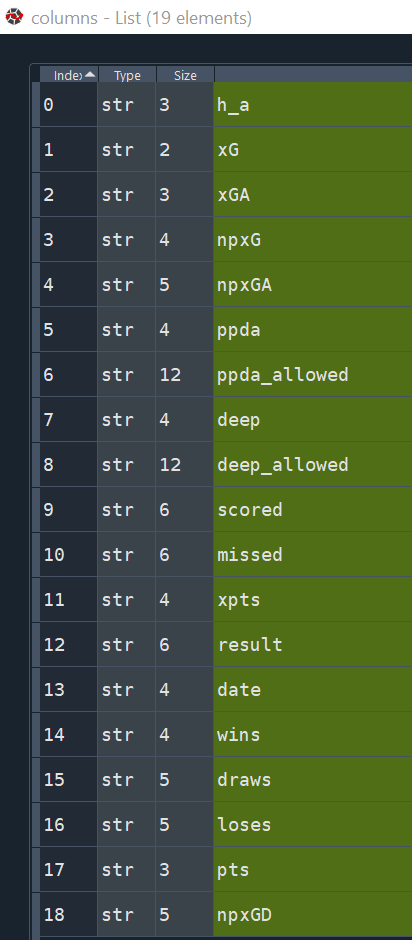 columns - List (19 elements)
Index Type Size
0 str 3 h_a
1 str 2 xG
2 str 3 xGA
3 str 4 npxG
4 str 5 npxGA
5 str 4 ppda
6 str 12 ppda_allowed
7 str 4 deep
8 str 12 deep_allowed
9 str 6 scored
10 str 6 missed
11 str 4 xpts
12 str 6 result
13 str 4 date
14 str 4 wins
15 str 5 draws
16 str 5 loses
17 str 3 pts
18 str 5 npxGD